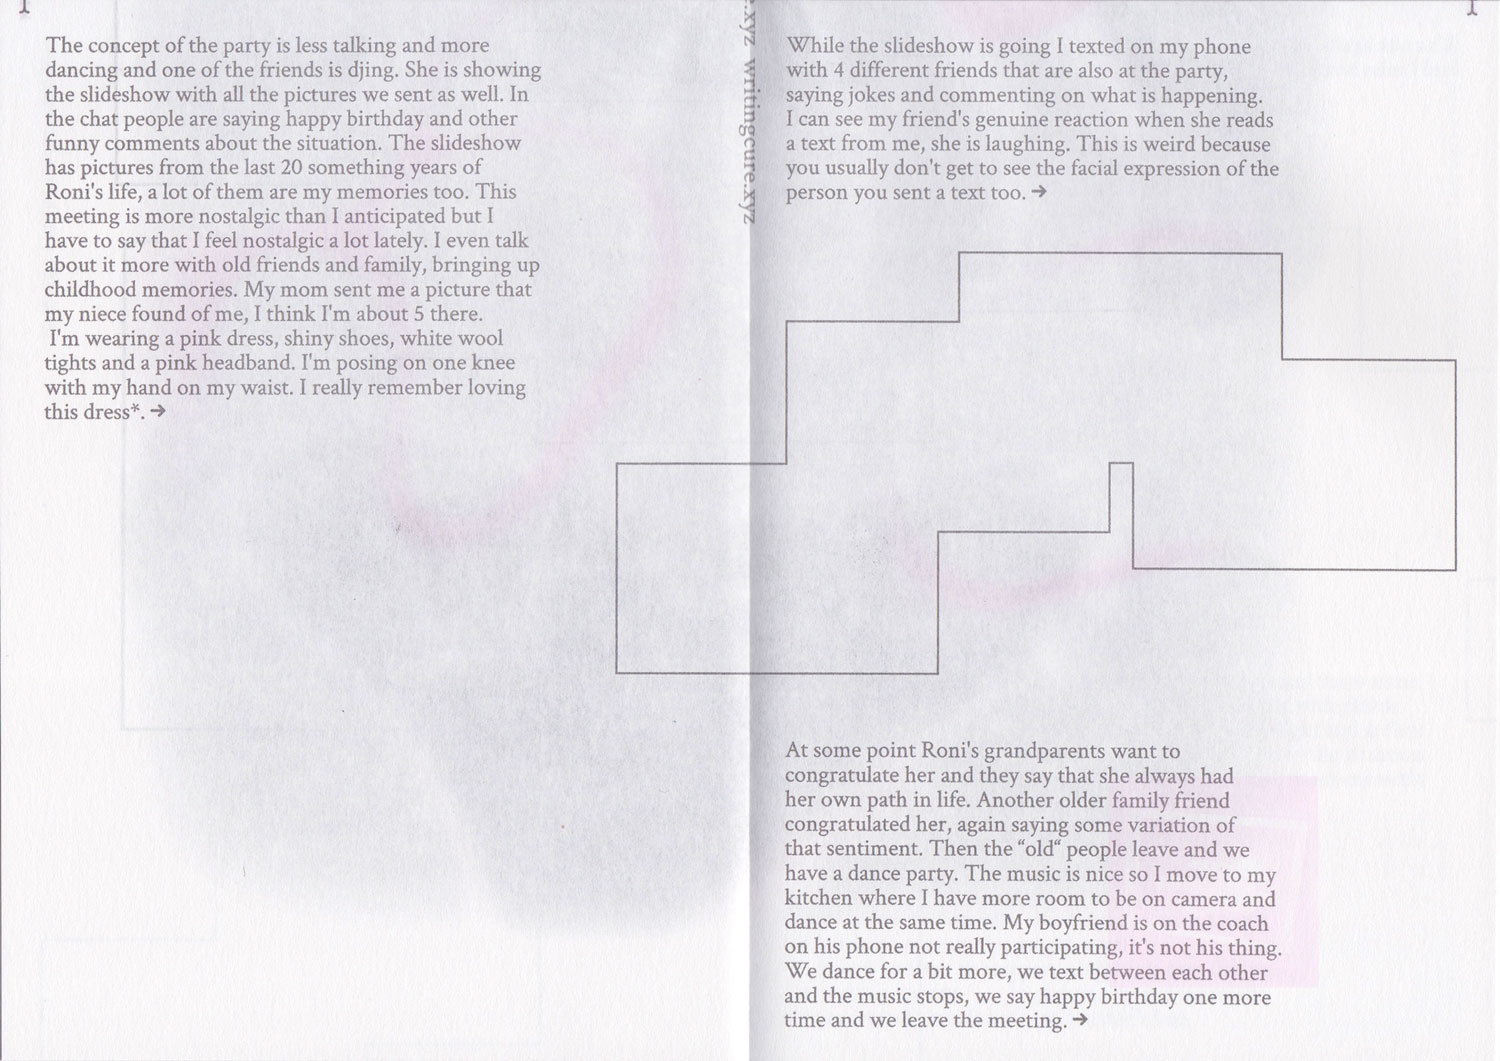 1
1
The concept of the party is less talking and more
dancing and one of the friends is djing. She is showing
the slideshow with all the pictures we sent as well. In
the chat people are saying happy birthday and other
funny comments about the situation. The slideshow
has pictures from the last 20 something years of
Roni's life, a lot of them are my memories too. This
meeting is more nostalgic than I anticipated but I
have to say that I feel nostalgic a lot lately. I even talk
about it more with old friends and family, bringing up
childhood memories. My mom sent me a picture that
my niece found of me, I think I'm about 5 there.
I'm wearing a pink dress, shiny shoes, white wool
tights and a pink headband. I'm posing on one knee
with my hand on my waist. I really remember loving
this dress*. →
.xyz writingcure.xyz
While the slideshow is going I texted on my phone
with 4 different friends that are also at the party,
saying jokes and commenting on what is happening.
I can see my friend's genuine reaction when she reads
a text from me, she is laughing. This is weird because
you usually don't get to see the facial expression of the
person you sent a text too. →
At some point Roni's grandparents want to
congratulate her and they say that she always had
her own path in life. Another older family friend
congratulated her, again saying some variation of
that sentiment. Then the “old“ people leave and we
have a dance party. The music is nice so I move to my
kitchen where I have more room to be on camera and
dance at the same time. My boyfriend is on the coach
on his phone not really participating, it's not his thing.
We dance for a bit more, we text between each other
and the music stops, we say happy birthday one more
time and we leave the meeting. →